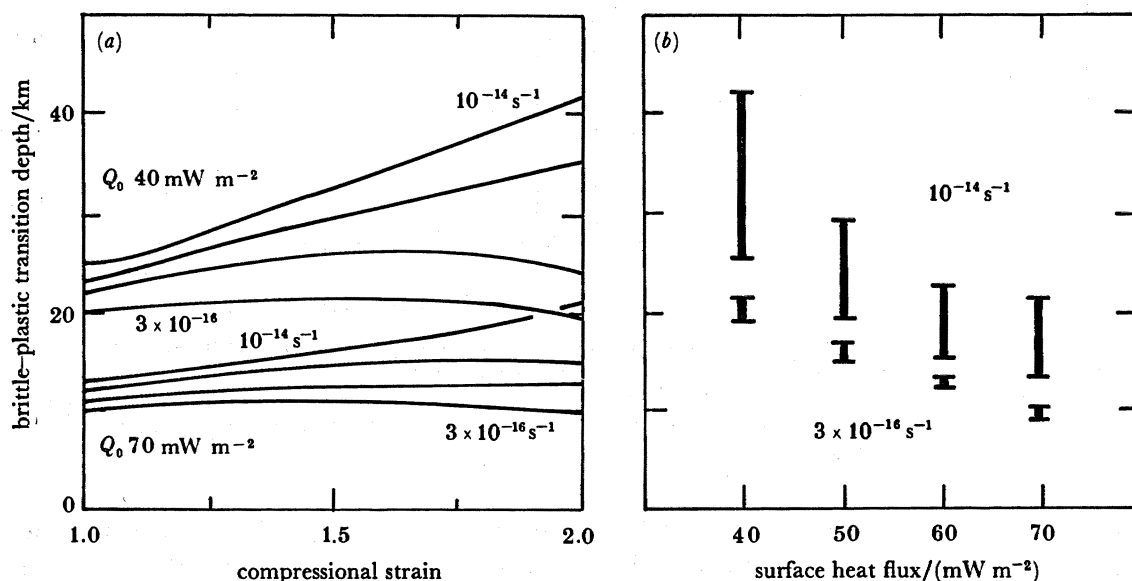 (a)
10⁻¹⁴ s⁻¹
Q₀ 40 mW m⁻²
3 × 10⁻¹⁶
10⁻¹⁴ s⁻¹
3 × 10⁻¹⁶ s⁻¹
Q₀ 70 mW m⁻²
brittle–plastic transition depth/km
40
20
0
1.0 1.5 2.0
compressional strain
(b)
10⁻¹⁴ s⁻¹
3 × 10⁻¹⁶ s⁻¹
40 50 60 70
surface heat flux/(mW m⁻²)